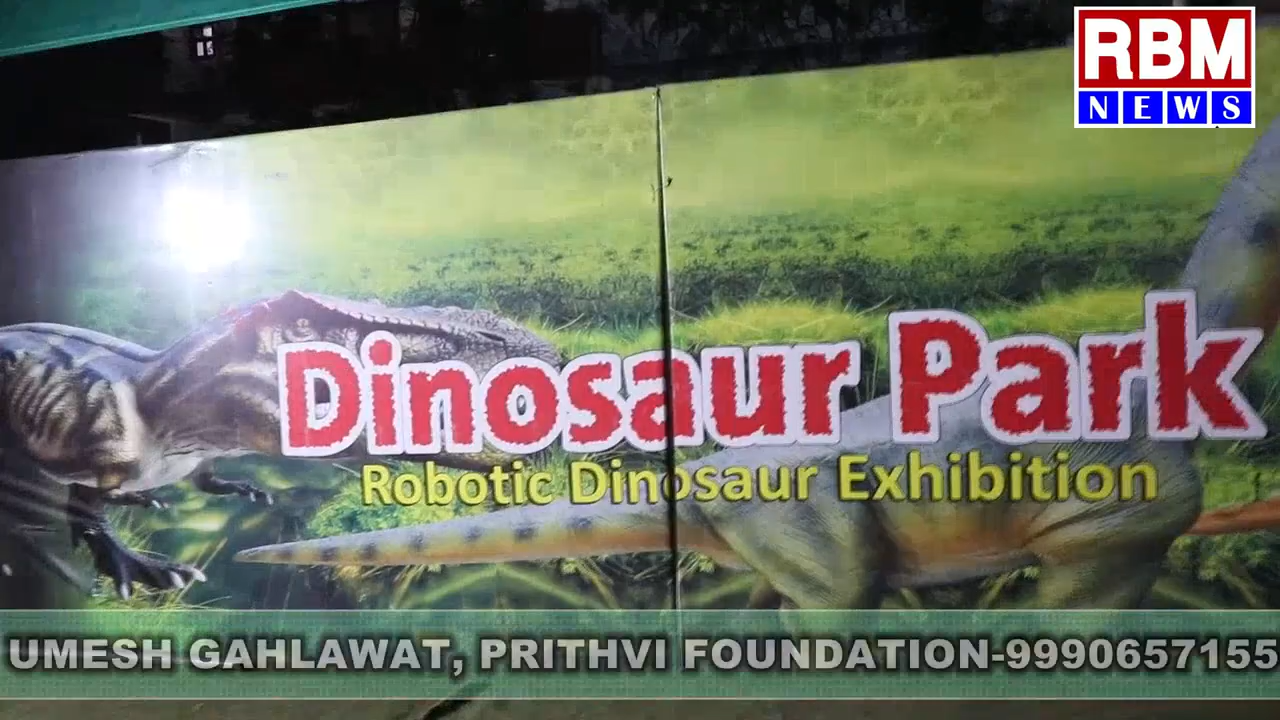 RBM
NEWS
Dinosaur Park
Robotic Dinosaur Exhibition
UMESH GAHLAWAT, PRITHVI FOUNDATION-9990657155